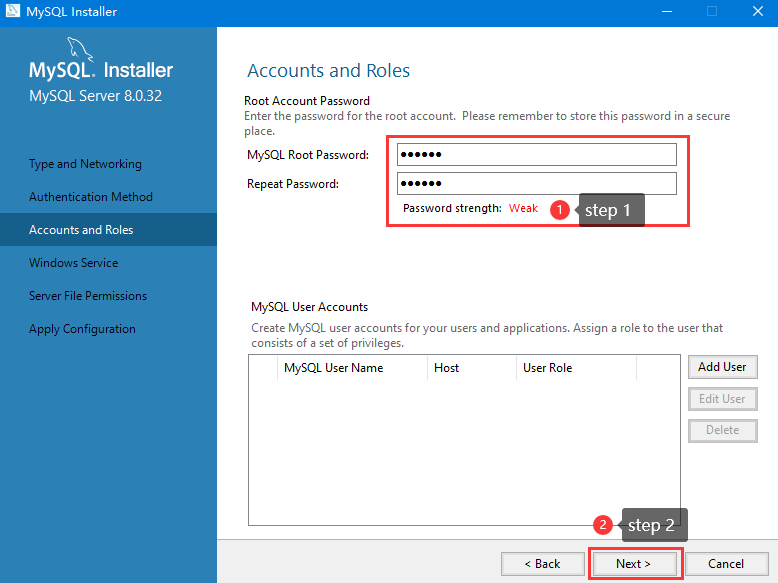 MySQL Installer
MySQL. Installer
MySQL Server 8.0.32
Type and Networking
Authentication Method
Accounts and Roles
Windows Service
Server File Permissions
Apply Configuration
Accounts and Roles
Root Account Password
Enter the password for the root account. Please remember to store this password in a secure
place.
MySQL Root Password: ●●●●●●
Repeat Password: ●●●●●●
Password strength: Weak 1 step 1
MySQL User Accounts
Create MySQL user accounts for your users and applications. Assign a role to the user that
consists of a set of privileges.
MySQL User Name Host User Role
Add User
Edit User
Delete
2 step 2
< Back Next > Cancel